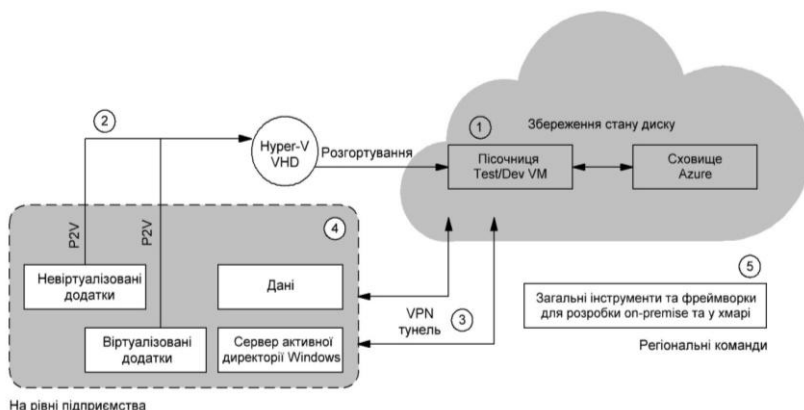 Збереження стану диску
1
2
Hyper-V
VHD
Розгортування
Пісочниця
Test/Dev VM
Сховище
Azure
P2V
P2V
4
Невіртуалізовані
додатки
Дані
Віртуалізовані
додатки
Сервер активної
директорії Windows
VPN
тунель
3
5
Загальні інструменти та фреймворки
для розробки on-premise та у хмарі
Регіональні команди
На рівні підприємства